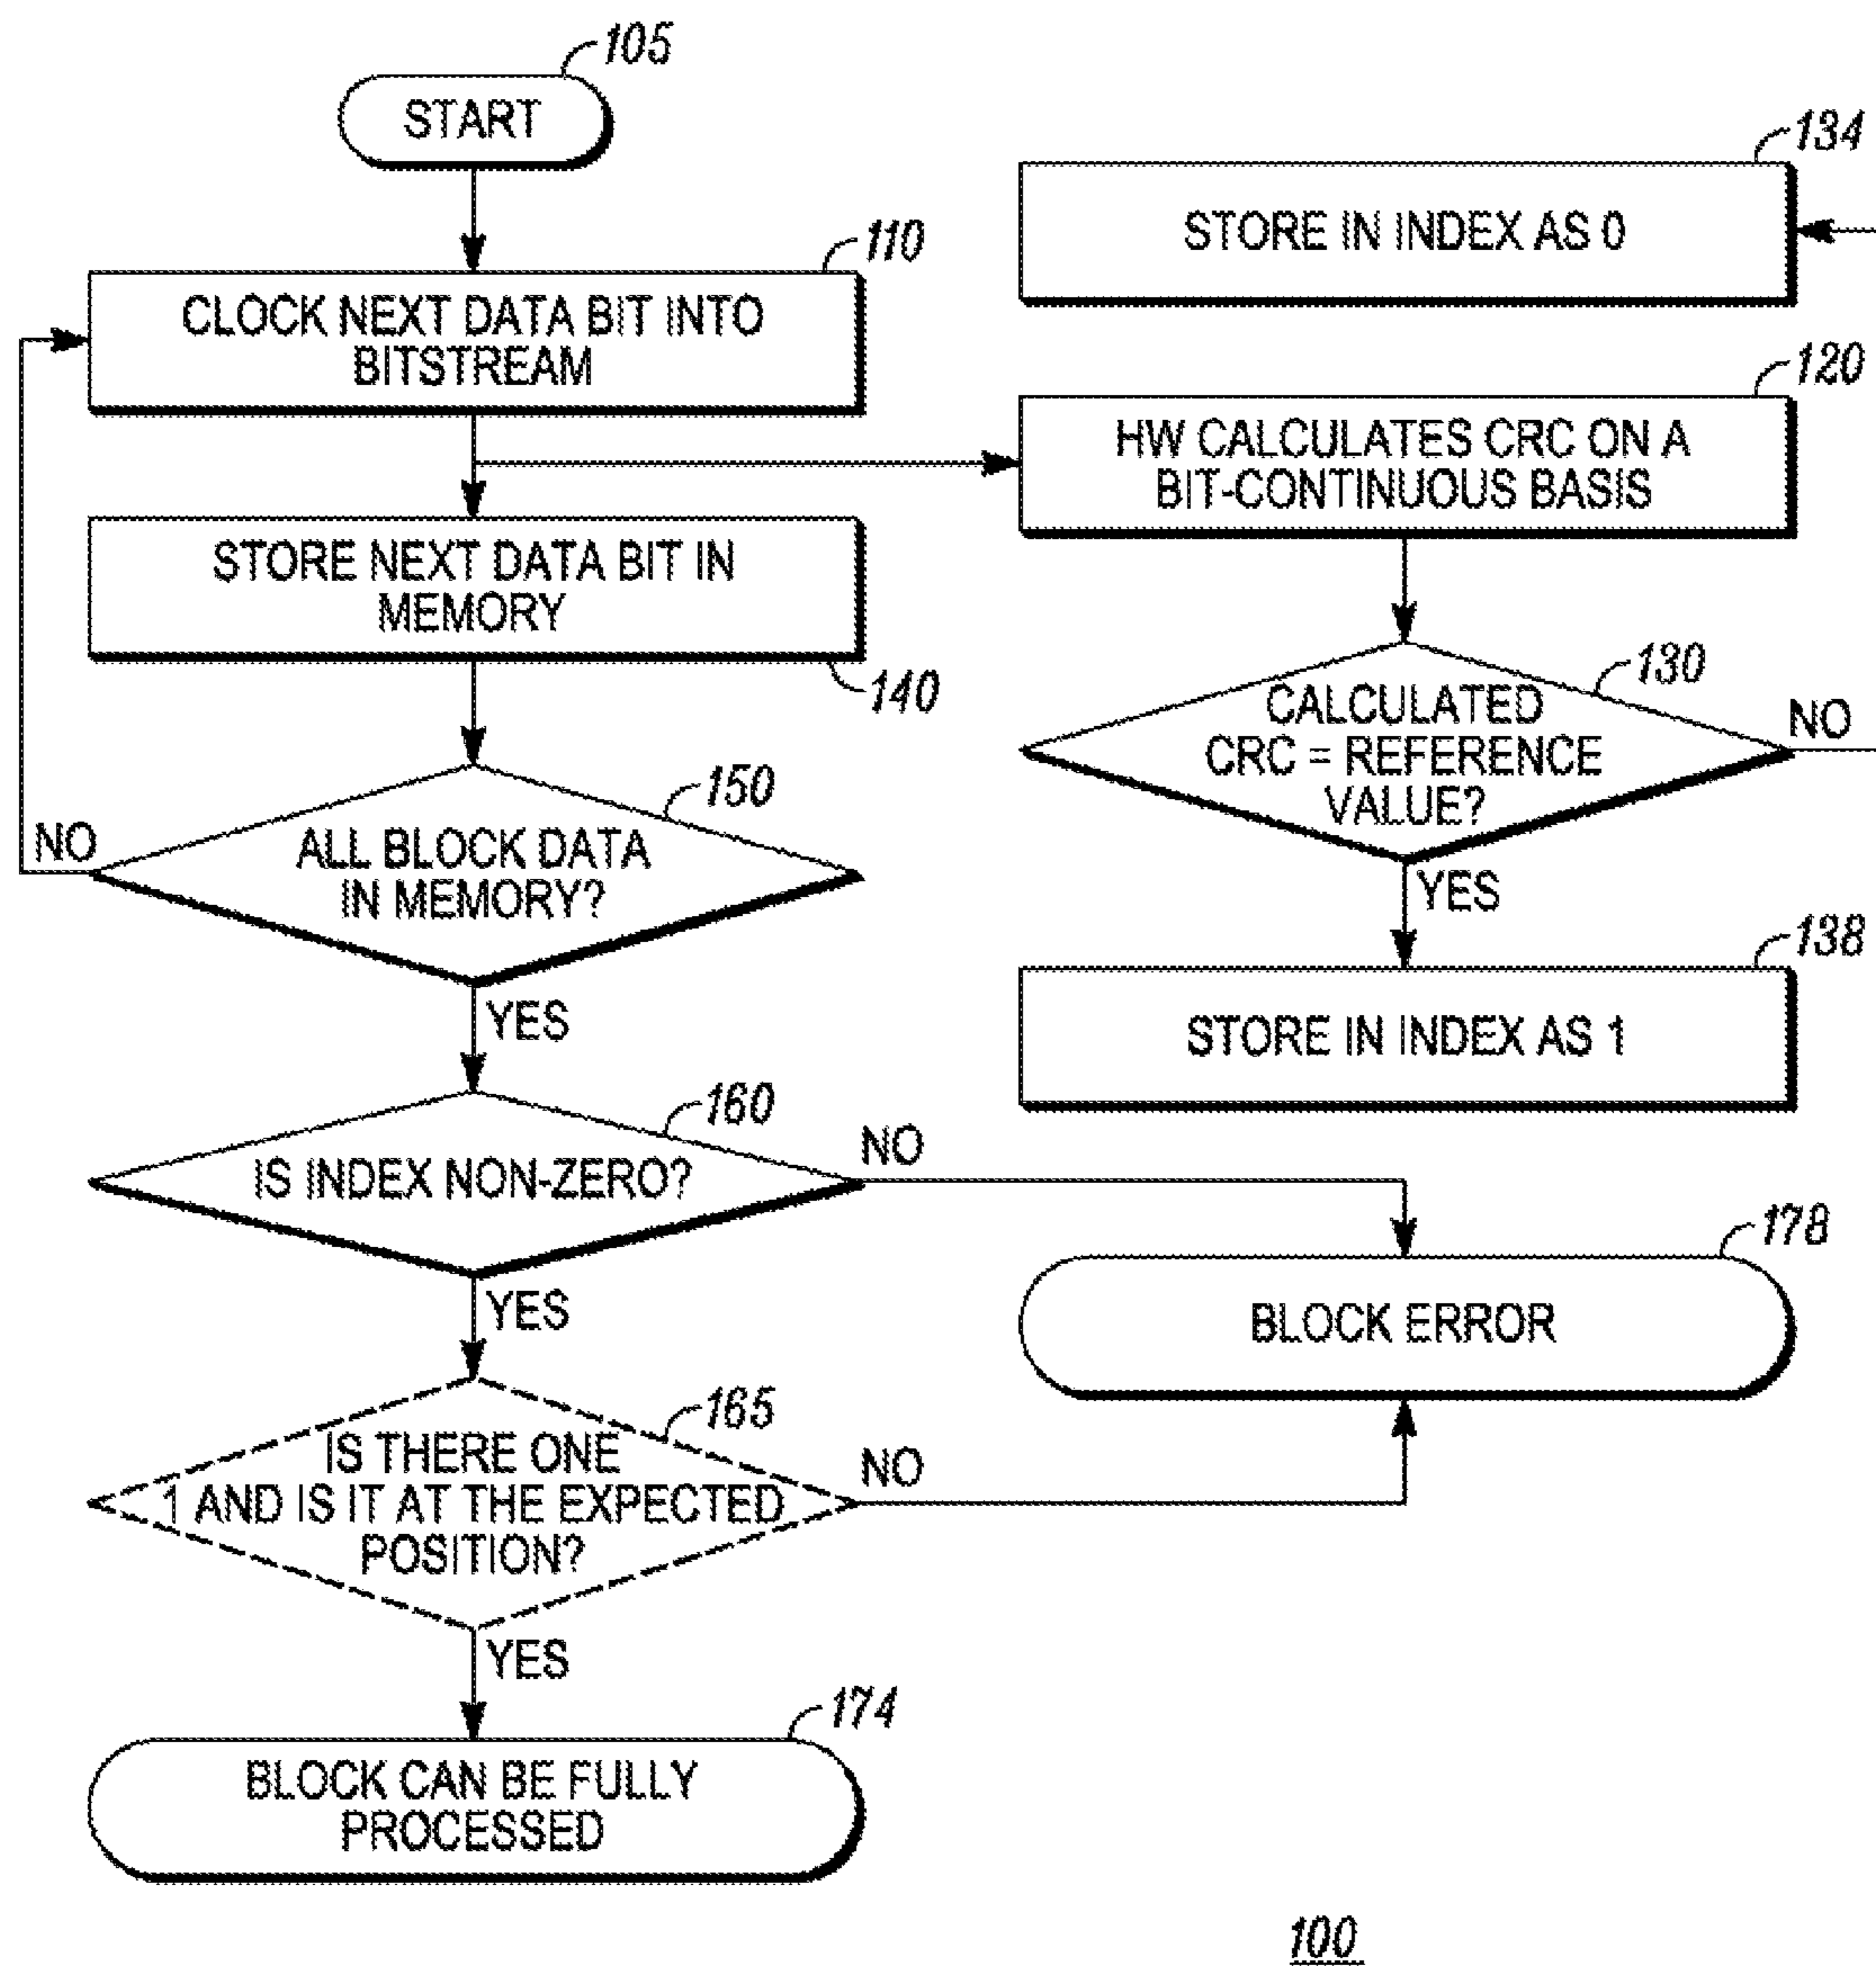 105
START
110
CLOCK NEXT DATA BIT INTO
BITSTREAM
STORE NEXT DATA BIT IN
MEMORY
140
150
ALL BLOCK DATA
IN MEMORY?
NO
YES
160
IS INDEX NON-ZERO?
NO
YES
165
IS THERE ONE
1 AND IS IT AT THE EXPECTED
POSITION?
NO
YES
174
BLOCK CAN BE FULLY
PROCESSED
134
STORE IN INDEX AS 0
120
HW CALCULATES CRC ON A
BIT-CONTINUOUS BASIS
130
CALCULATED
CRC = REFERENCE
VALUE?
NO
YES
138
STORE IN INDEX AS 1
178
BLOCK ERROR
100